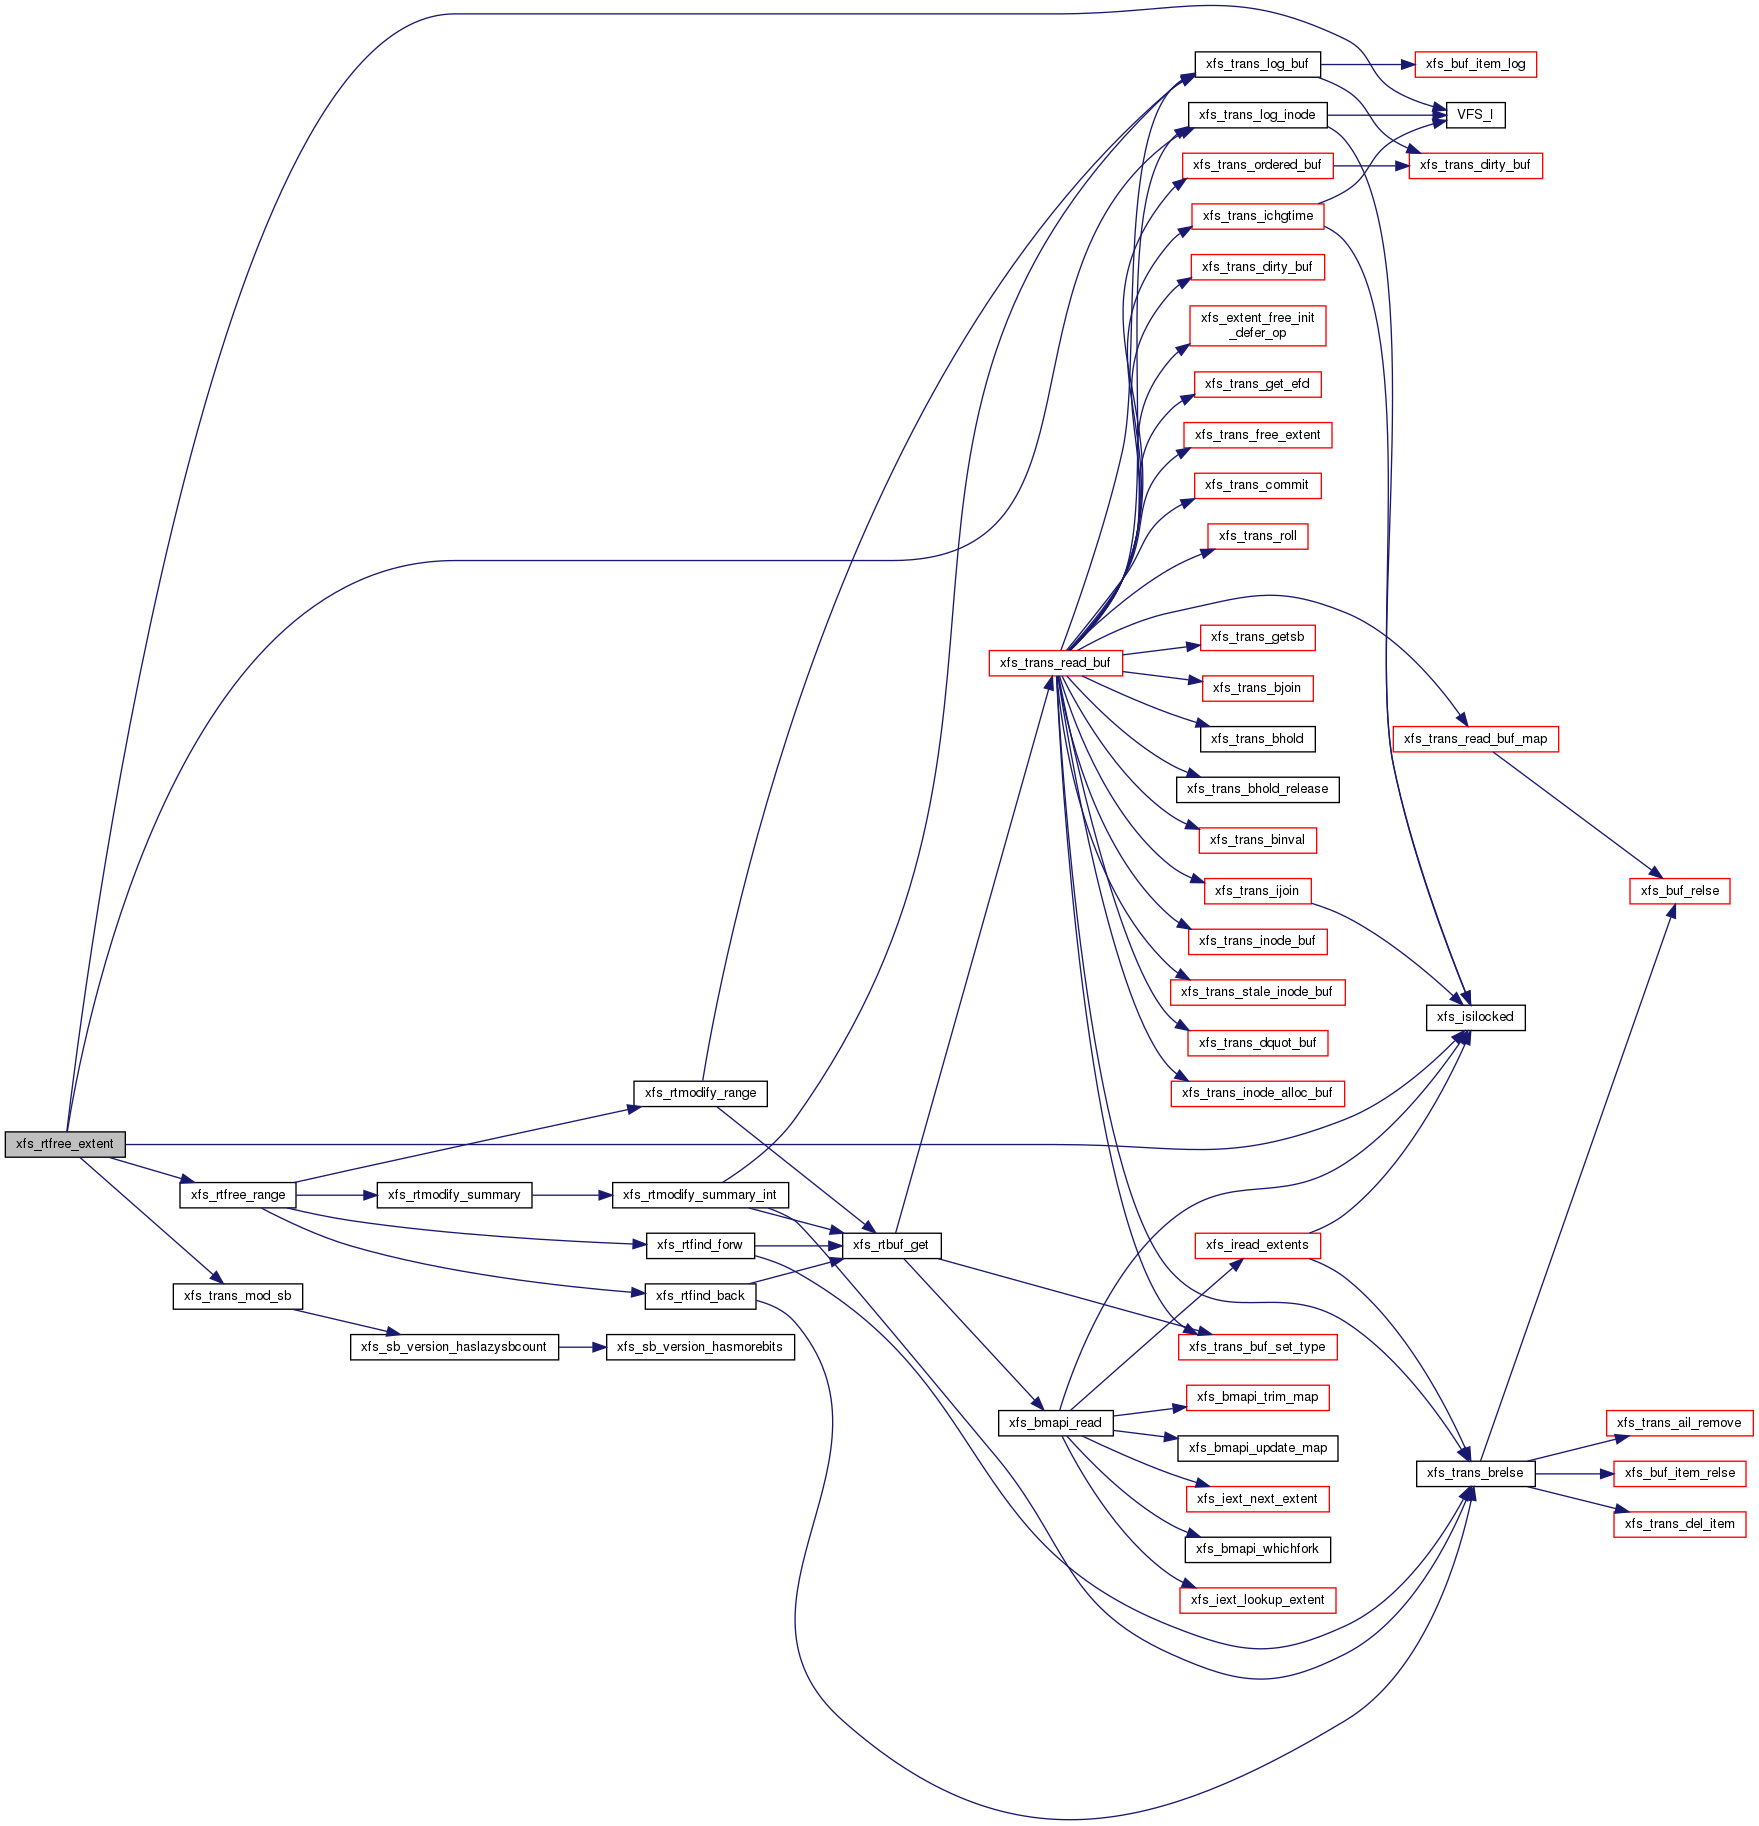 xfs_trans_log_buf
xfs_buf_item_log
xfs_trans_log_inode
VFS_I
xfs_trans_ordered_buf
xfs_trans_dirty_buf
xfs_trans_ichgtime
xfs_trans_dirty_buf
xfs_extent_free_init
_defer_op
xfs_trans_get_efd
xfs_trans_free_extent
xfs_trans_commit
xfs_trans_roll
xfs_trans_getsb
xfs_trans_read_buf
xfs_trans_bjoin
xfs_trans_bhold
xfs_trans_read_buf_map
xfs_trans_bhold_release
xfs_trans_binval
xfs_trans_ijoin
xfs_buf_relse
xfs_trans_inode_buf
xfs_trans_stale_inode_buf
xfs_isilocked
xfs_trans_dquot_buf
xfs_rtmodify_range
xfs_trans_inode_alloc_buf
xfs_rtfree_extent
xfs_rtfree_range
xfs_rtmodify_summary
xfs_rtmodify_summary_int
xfs_rtfind_forw
xfs_rtbuf_get
xfs_iread_extents
xfs_trans_mod_sb
xfs_rtfind_back
xfs_sb_version_haslazysbcount
xfs_sb_version_hasmorebits
xfs_trans_buf_set_type
xfs_bmapi_trim_map
xfs_bmapi_read
xfs_trans_ail_remove
xfs_bmapi_update_map
xfs_trans_brelse
xfs_buf_item_relse
xfs_iext_next_extent
xfs_trans_del_item
xfs_bmapi_whichfork
xfs_iext_lookup_extent